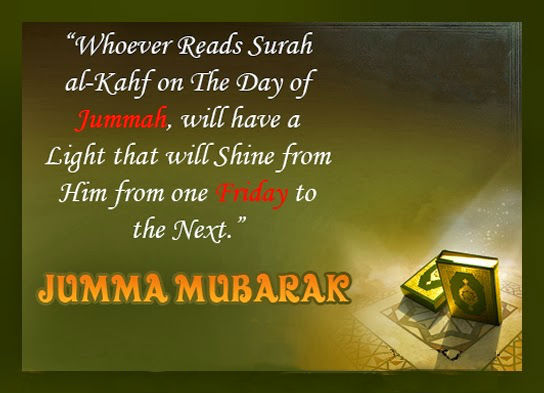 “Whoever Reads Surah
al-Kahf on The Day of
Jummah, will have a
Light that will Shine from
Him from one Friday to
the Next.”
JUMMA MUBARAK